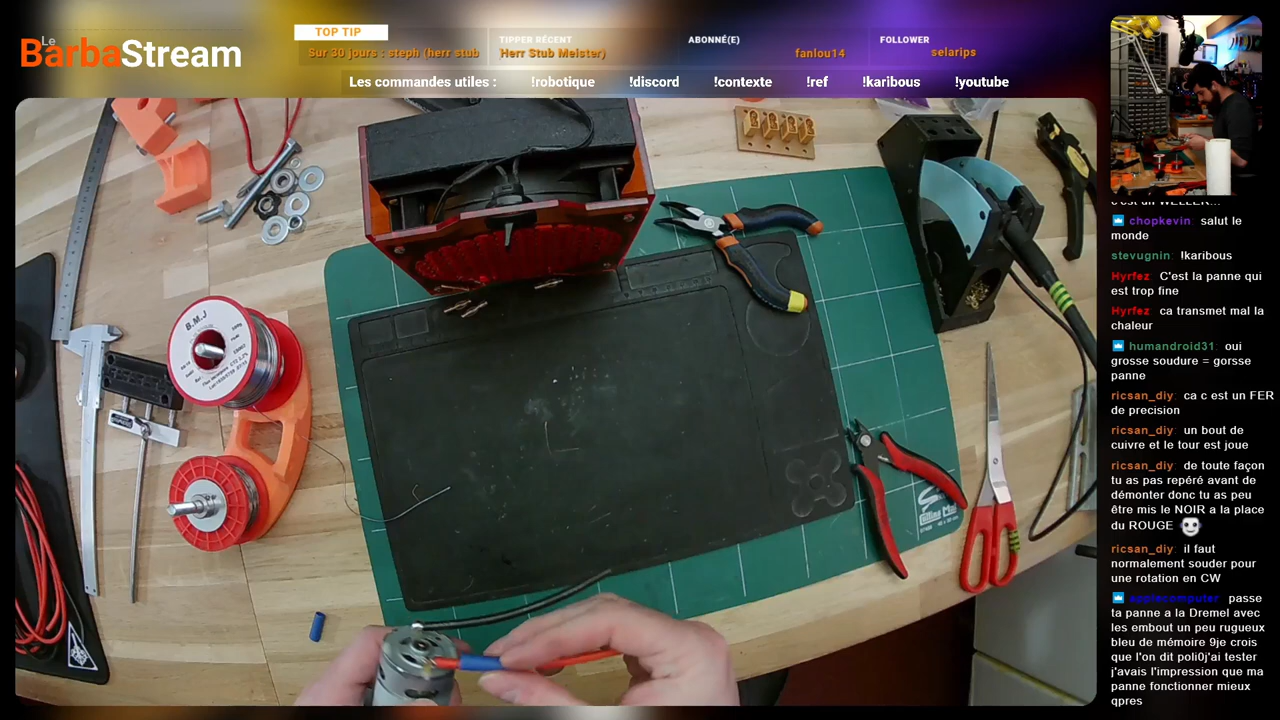 Le
BarbaStream
TOP TIP
Sur 30 jours : steph (herr stub
TIPPER RÉCENT
Herr Stub Meister)
ABONNÉ(E)
fanlou14
FOLLOWER
selarips
Les commandes utiles : !robotique !discord !contexte !ref !karibous !youtube
B.M.J
c'est un WELLER...
chopkevin: salut le
monde
stevugnin: !karibous
Hyrfez: C'est la panne qui
est trop fine
Hyrfez: ca transmet mal la
chaleur
humandroid31: oui
grosse soudure = gorsse
panne
ricsan_diy: ca c est un FER
de precision
ricsan_diy: un bout de
cuivre et le tour est joue
ricsan_diy: de toute façon
tu as pas repéré avant de
démonter donc tu as peu
être mis le NOIR a la place
du ROUGE
ricsan_diy: il faut
normalement souder pour
une rotation en CW
applecomputer: passe
la panne a la Dremel avec
les embout un peu rugueux
bleu de mémoire 9je crois
que l'on dit poli0j'ai tester
j'avais l'impression que ma
panne fonctionner mieux
qpres